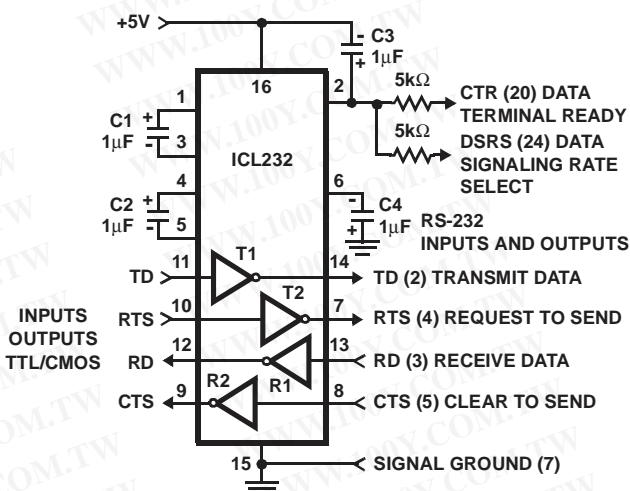 +5V
- C3
1µF
+
16
2
5kΩ
CTR (20) DATA
TERMINAL READY
5kΩ
DSRS (24) DATA
SIGNALING RATE
SELECT
1
C1 +
1µF -
3
ICL232
4
C2 +
1µF -
5
6
- C4
+ 1µF
RS-232
INPUTS AND OUTPUTS
T1
TD 11
14 TD (2) TRANSMIT DATA
T2
RTS 10
7 RTS (4) REQUEST TO SEND
INPUTS
OUTPUTS
TTL/CMOS
RD 12
R1
13 RD (3) RECEIVE DATA
CTS 9
R2
8 CTS (5) CLEAR TO SEND
15
SIGNAL GROUND (7)
WWW.100Y.COM.TW